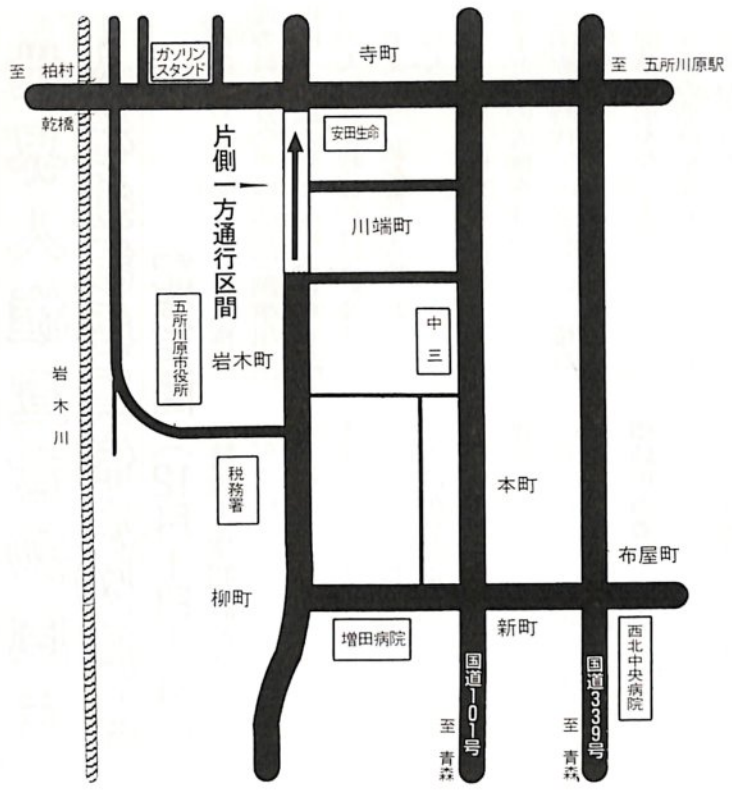 ガソリン
スタンド
寺町
至 柏村
至 五所川原駅
乾橋
安田生命
片側一方通行区間
川端町
五所川原市役所
中三
岩木町
岩木川
税務署
本町
布屋町
柳町
新町
増田病院
西北中央病院
国道101号
国道339号
至 青森
至 青森